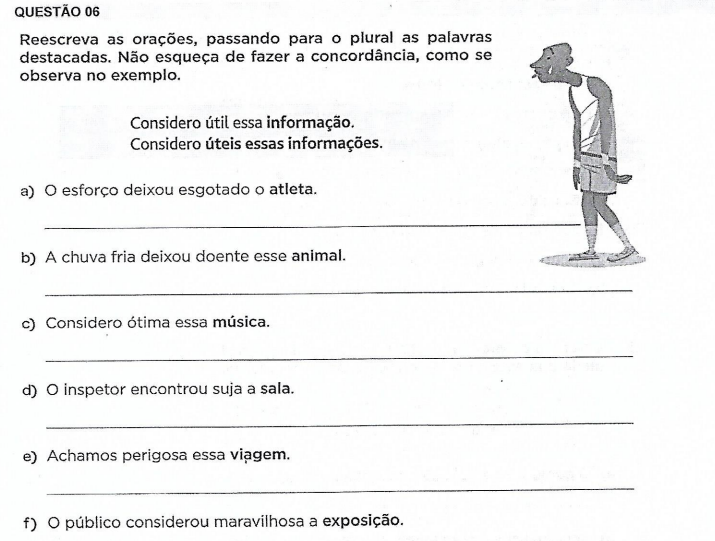 QUESTÃO 06
Reescreva as orações, passando para o plural as palavras
destacadas. Não esqueça de fazer a concordância, como se
observa no exemplo.
Considero útil essa informação.
Considero úteis essas informações.
a) O esforço deixou esgotado o atleta.
b) A chuva fria deixou doente esse animal.
c) Considero ótima essa música.
d) O inspetor encontrou suja a sala.
e) Achamos perigosa essa viagem.
f) O público considerou maravilhosa a exposição.